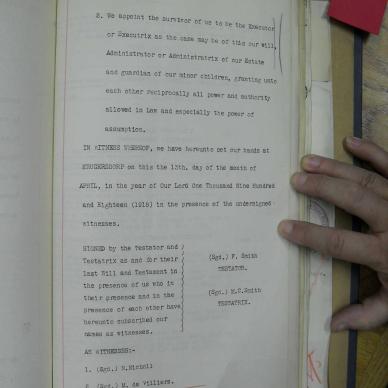 2. We appoint the survivor of us to be the Executor
or Executrix as the case may be of this our will,
Administrator or Administratrix of our Estate
and guardian of our minor children, granting unto
each other reciprocally all power and authority
allowed in Law and especially the power of
assumption.
IN WITNESS WHEREOF, we have hereunto set our hands at
KRUGERSDORP on this the 12th. day of the month of
APRIL, in the year of Our Lord One Thousand Nine Hundred
and Eighteen (1918) in the presence of the undersigned
witnesses.
SIGNED by the Testator and )
Testatrix as and for their )
last Will and Testament in )
the presence of us who in )
their presence and in the )
presence of each other have )
hereunto subscribed our )
names as witnesses. )
(Sgd.) F. Smith
TESTATOR.
(Sgd.) M.C.Smith
TESTATRIX.
AS WITNESSES:-
1. (Sgd.) N.Nicholl
2. (Sgd.) M. de Villiers.